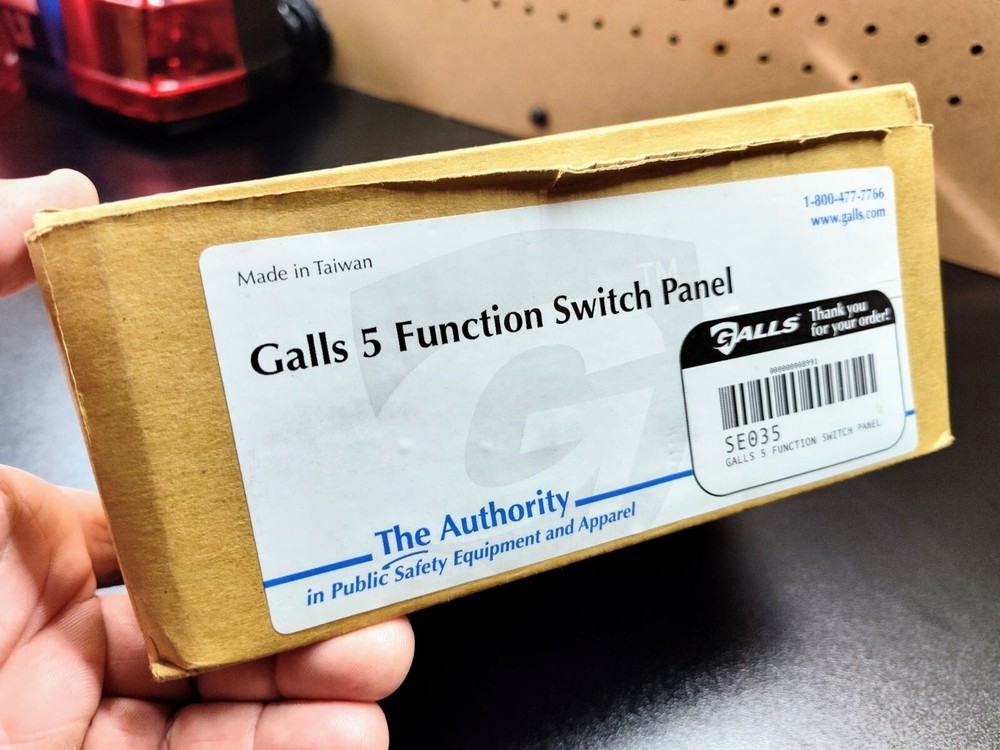 Made in Taiwan
1-800-477-7766
www.galls.com
TM
Galls 5 Function Switch Panel
GALLS
Thank you
for your order!
000000008991
SE035
GALLS 5 FUNCTION SWITCH PANEL
The Authority
in Public Safety Equipment and Apparel